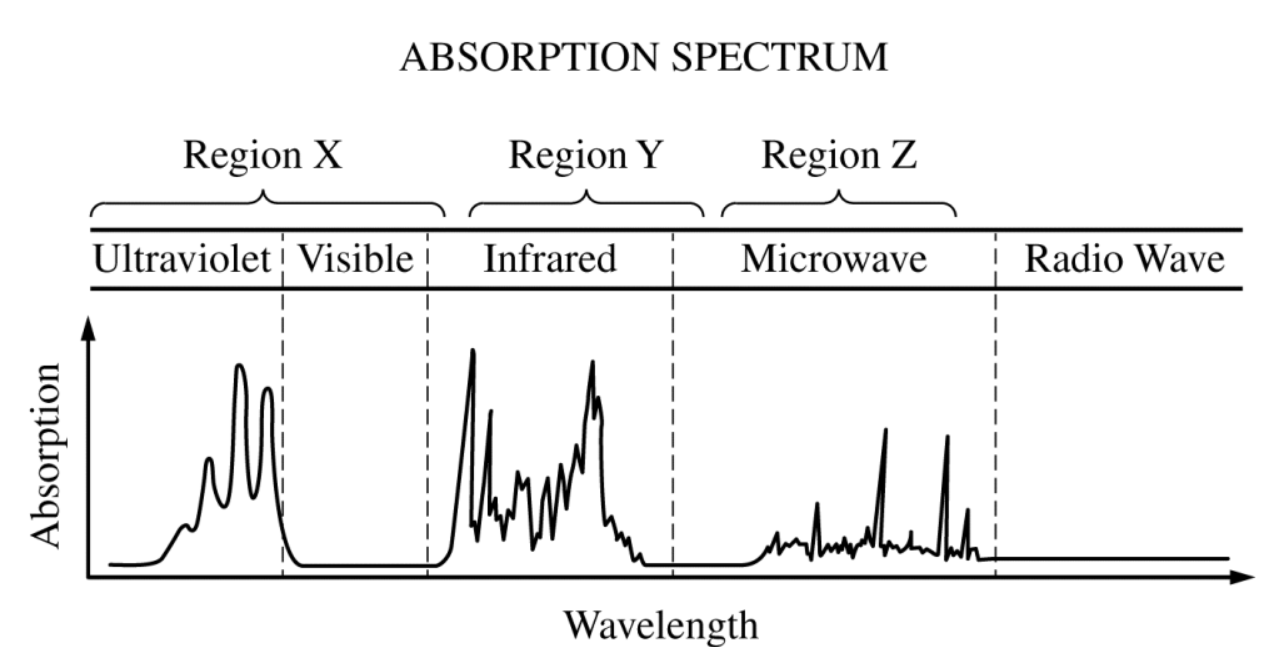 ABSORPTION SPECTRUM
Region X Region Y Region Z
Ultraviolet Visible Infrared Microwave Radio Wave
Absorption
Wavelength